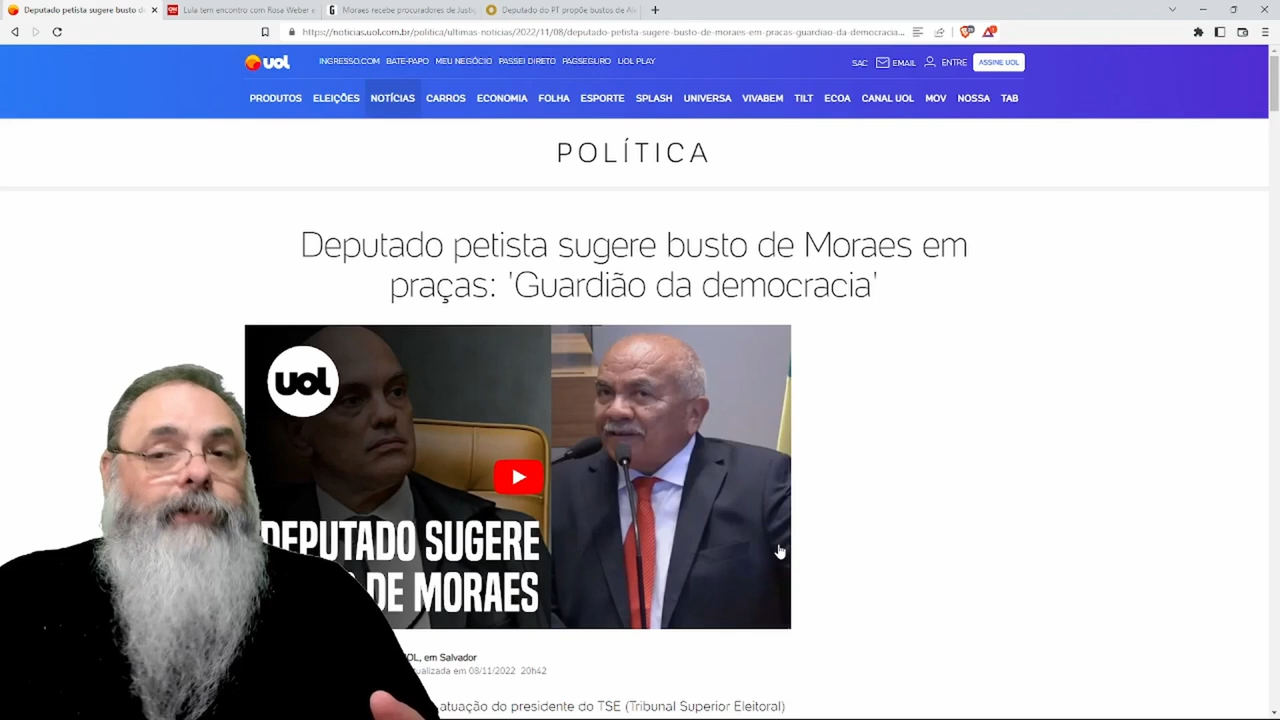 Deputado petista sugere busto d
Lula tem encontro com Rosa Weber e
Moraes recebe procuradores de Justiç
Deputado do PT propõe bustos de Ale
https://noticias.uol.com.br/politica/ultimas-noticias/2022/11/08/deputado-petista-sugere-busto-de-moraes-em-pracas-guardiao-da-democracia...
uol INGRESSO.COM BATE-PAPO MEU NEGÓCIO PASSEI DIRETO PAGSEGURO UOL PLAY SAC EMAIL ENTRE ASSINE UOL
PRODUTOS ELEIÇÕES NOTÍCIAS CARROS ECONOMIA FOLHA ESPORTE SPLASH UNIVERSA VIVABEM TILT ECOA CANAL UOL MOV NOSSA TAB
POLÍTICA
Deputado petista sugere busto de Moraes em
praças: 'Guardião da democracia'
uol
DEPUTADO SUGERE
DE MORAES
OL, em Salvador
ualizada em 08/11/2022 20h42
atuação do presidente do TSE (Tribunal Superior Eleitoral)